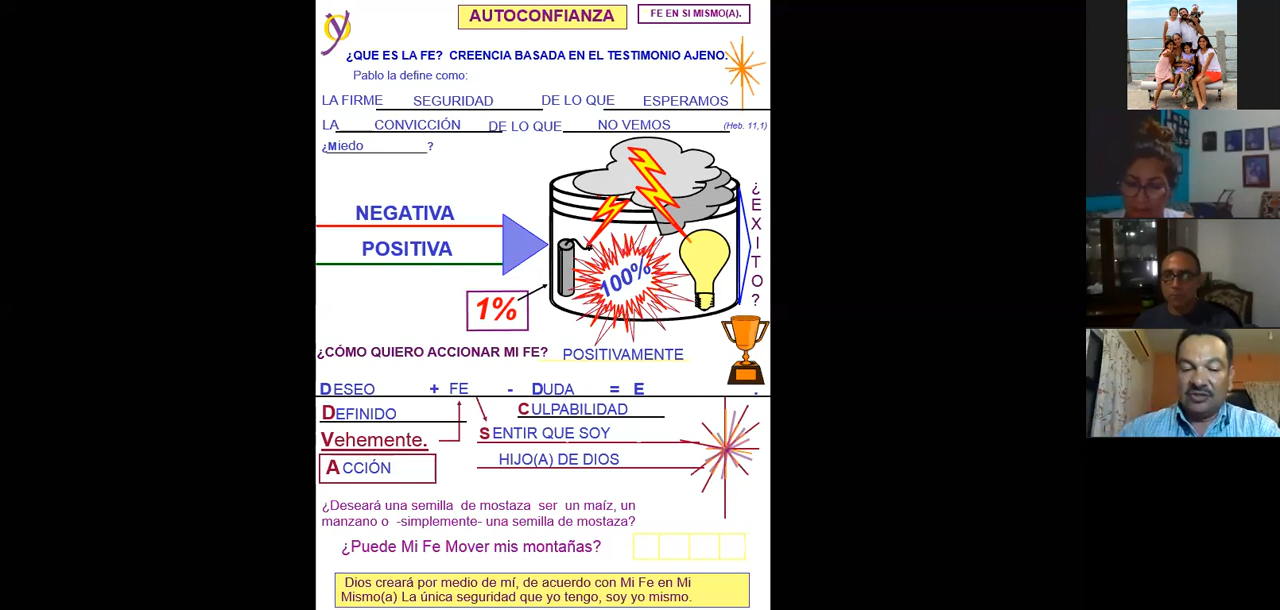 AUTOCONFIANZA
FE EN SI MISMO(A).
¿QUE ES LA FE? CREENCIA BASADA EN EL TESTIMONIO AJENO.
Pablo la define como:
LA FIRME SEGURIDAD DE LO QUE ESPERAMOS
LA CONVICCIÓN DE LO QUE NO VEMOS (Heb. 11,1)
¿Miedo__________?
NEGATIVA
POSITIVA
100%
1%
¿EXITO?
¿CÓMO QUIERO ACCIONAR MI FE? POSITIVAMENTE
DESEO + FE - DUDA = E .
DEFINIDO
CULPABILIDAD
Vehemente.
SENTIR QUE SOY
ACCIÓN
HIJO(A) DE DIOS
¿Deseará una semilla de mostaza ser un maíz, un
manzano o -simplemente- una semilla de mostaza?
¿Puede Mi Fe Mover mis montañas?
Dios creará por medio de mí, de acuerdo con Mi Fe en Mi
Mismo(a) La única seguridad que yo tengo, soy yo mismo.